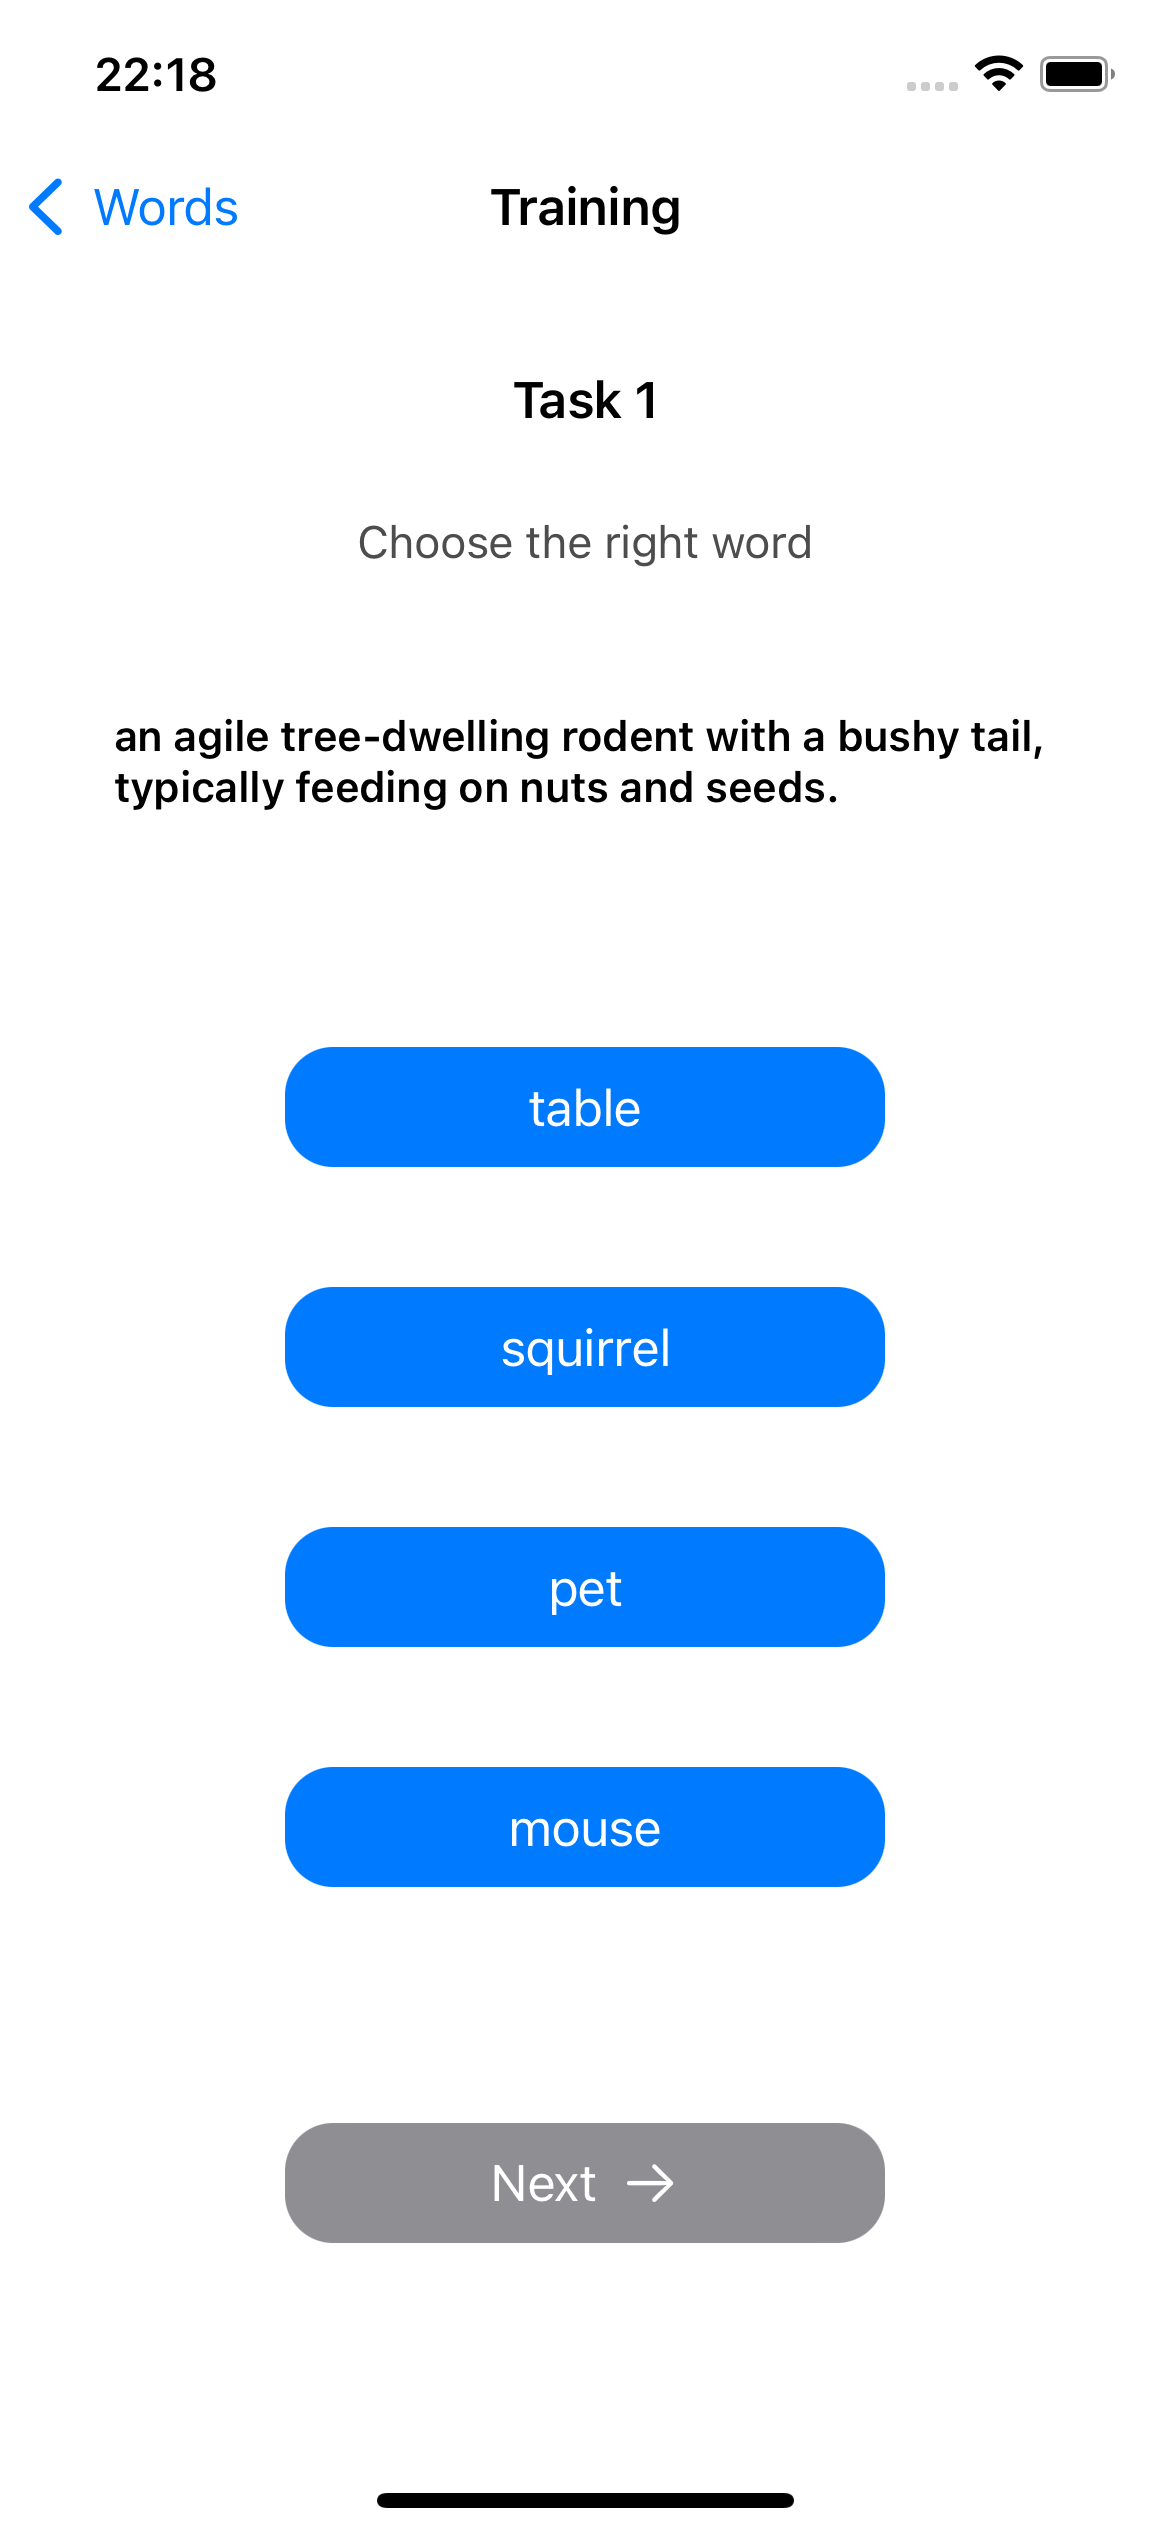 22:18
Words
Training
Task 1
Choose the right word
an agile tree-dwelling rodent with a bushy tail,
typically feeding on nuts and seeds.
table
squirrel
pet
mouse
Next →